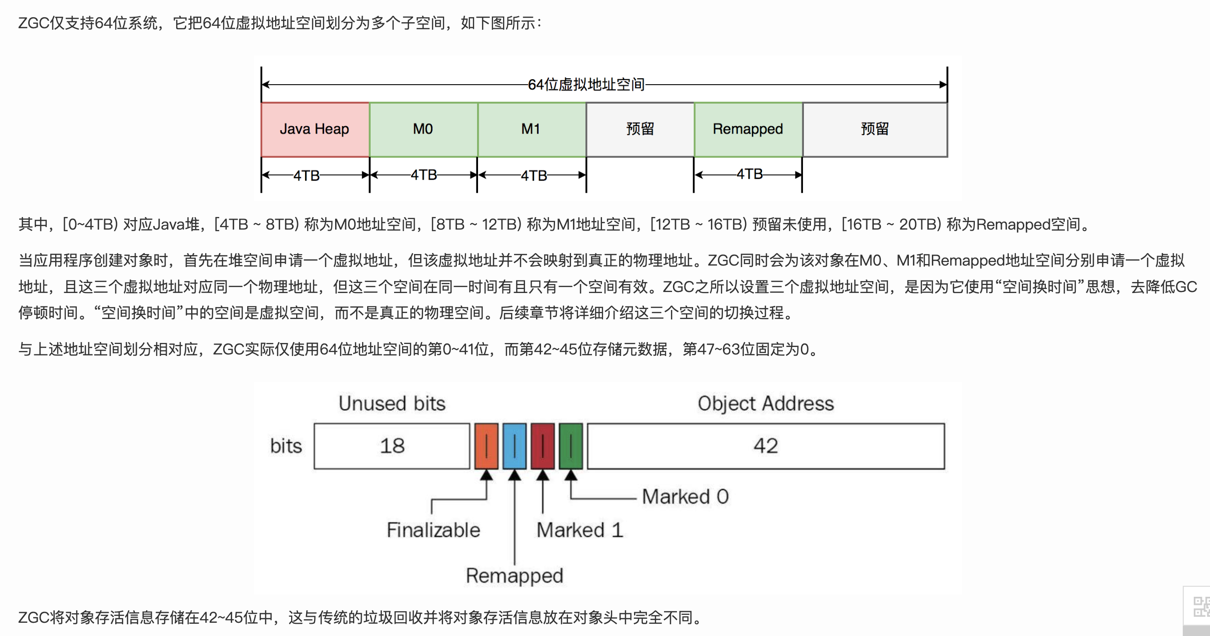 ZGC仅支持64位系统，它把64位虚拟地址空间划分为多个子空间，如下图所示：
64位虚拟地址空间
Java Heap M0 M1 预留 Remapped 预留
4TB 4TB 4TB 4TB
其中，[0~4TB) 对应Java堆，[4TB ~ 8TB) 称为M0地址空间，[8TB ~ 12TB) 称为M1地址空间，[12TB ~ 16TB) 预留未使用，[16TB ~ 20TB) 称为Remapped空间。
当应用程序创建对象时，首先在堆空间申请一个虚拟地址，但该虚拟地址并不会映射到真正的物理地址。ZGC同时会为该对象在M0、M1和Remapped地址空间分别申请一个虚拟
地址，且这三个虚拟地址对应同一个物理地址，但这三个空间在同一时间有且只有一个空间有效。ZGC之所以设置三个虚拟地址空间，是因为它使用“空间换时间”思想，去降低GC
停顿时间。“空间换时间”中的空间是虚拟空间，而不是真正的物理空间。后续章节将详细介绍这三个空间的切换过程。
与上述地址空间划分相对应，ZGC实际仅使用64位地址空间的第0~41位，而第42~45位存储元数据，第47~63位固定为0。
Unused bits Object Address
bits 18 42
Marked 0
Finalizable Marked 1
Remapped
ZGC将对象存活信息存储在42~45位中，这与传统的垃圾回收并将对象存活信息放在对象头中完全不同。